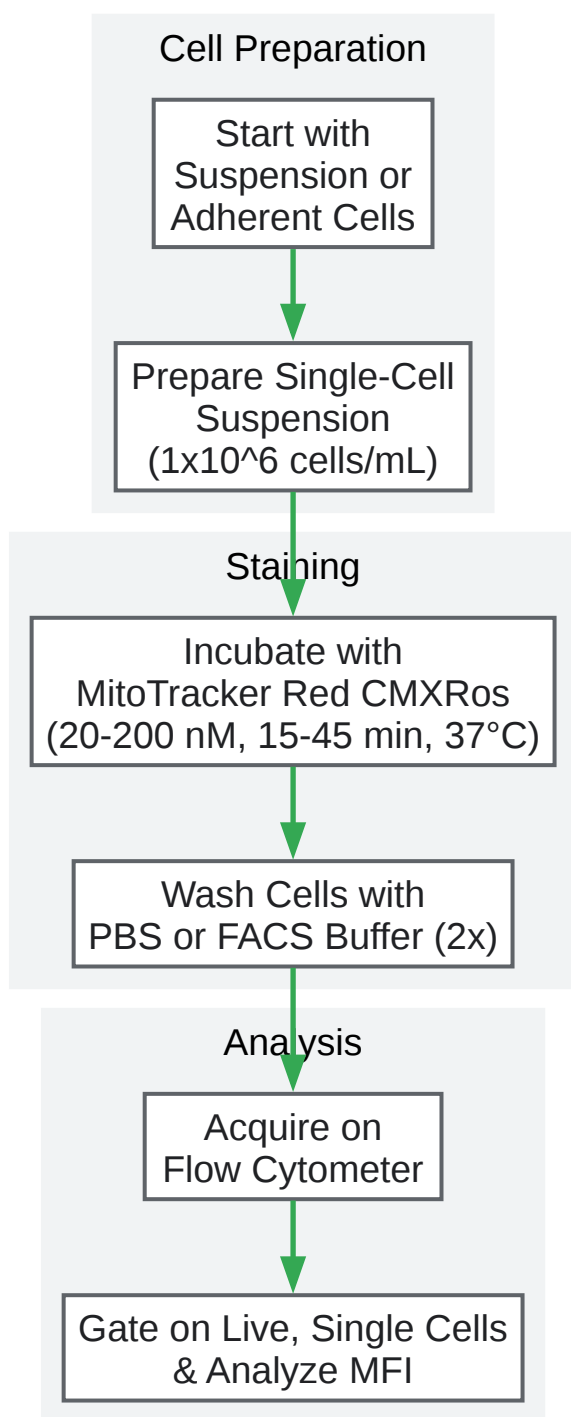 Cell Preparation
Start with
Suspension or
Adherent Cells
Prepare Single-Cell
Suspension
(1x10^6 cells/mL)
Staining
Incubate with
MitoTracker Red CMXRos
(20-200 nM, 15-45 min, 37°C)
Wash Cells with
PBS or FACS Buffer (2x)
Analysis
Acquire on
Flow Cytometer
Gate on Live, Single Cells
& Analyze MFI